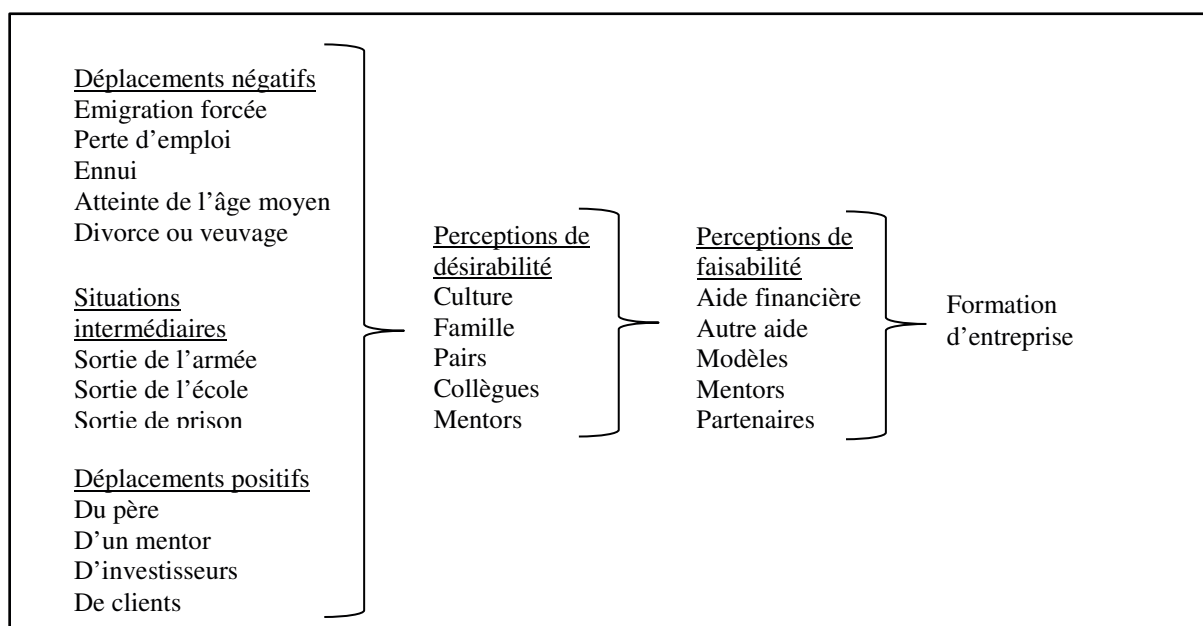 Déplacements négatifs
Emigration forcée
Perte d’emploi
Ennui
Atteinte de l’âge moyen
Divorce ou veuvage
Situations
intermédiaires
Sortie de l’armée
Sortie de l’école
Sortie de prison
Déplacements positifs
Du père
D’un mentor
D’investisseurs
De clients
Perceptions de
désirabilité
Culture
Famille
Pairs
Collègues
Mentors
Perceptions de
faisabilité
Aide financière
Autre aide
Modèles
Mentors
Partenaires
Formation
d’entreprise